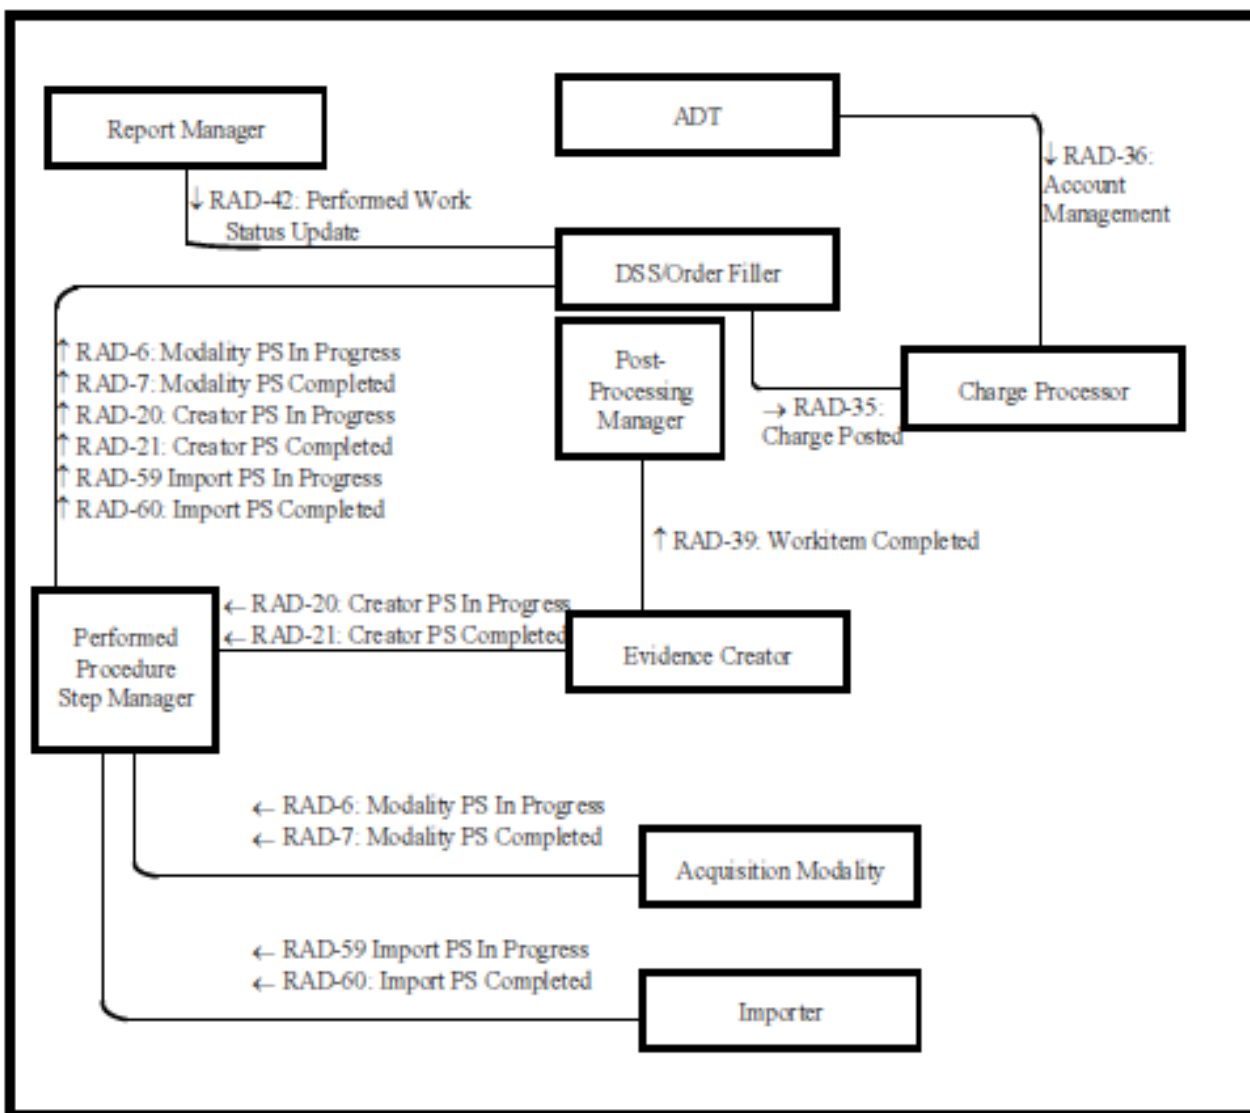 Report Manager
ADT
↓ RAD-36:
Account
Management
↓ RAD-42: Performed Work
Status Update
DSS/Order Filler
↑ RAD-6: Modality PS In Progress
↑ RAD-7: Modality PS Completed
↑ RAD-20: Creator PS In Progress
↑ RAD-21: Creator PS Completed
↑ RAD-59 Import PS In Progress
↑ RAD-60: Import PS Completed
Post-
Processing
Manager
Charge Processor
→ RAD-35:
Charge Posted
↑ RAD-39: Workitem Completed
Performed
Procedure
Step Manager
← RAD-20: Creator PS In Progress
← RAD-21: Creator PS Completed
Evidence Creator
← RAD-6: Modality PS In Progress
← RAD-7: Modality PS Completed
Acquisition Modality
← RAD-59 Import PS In Progress
← RAD-60: Import PS Completed
Importer